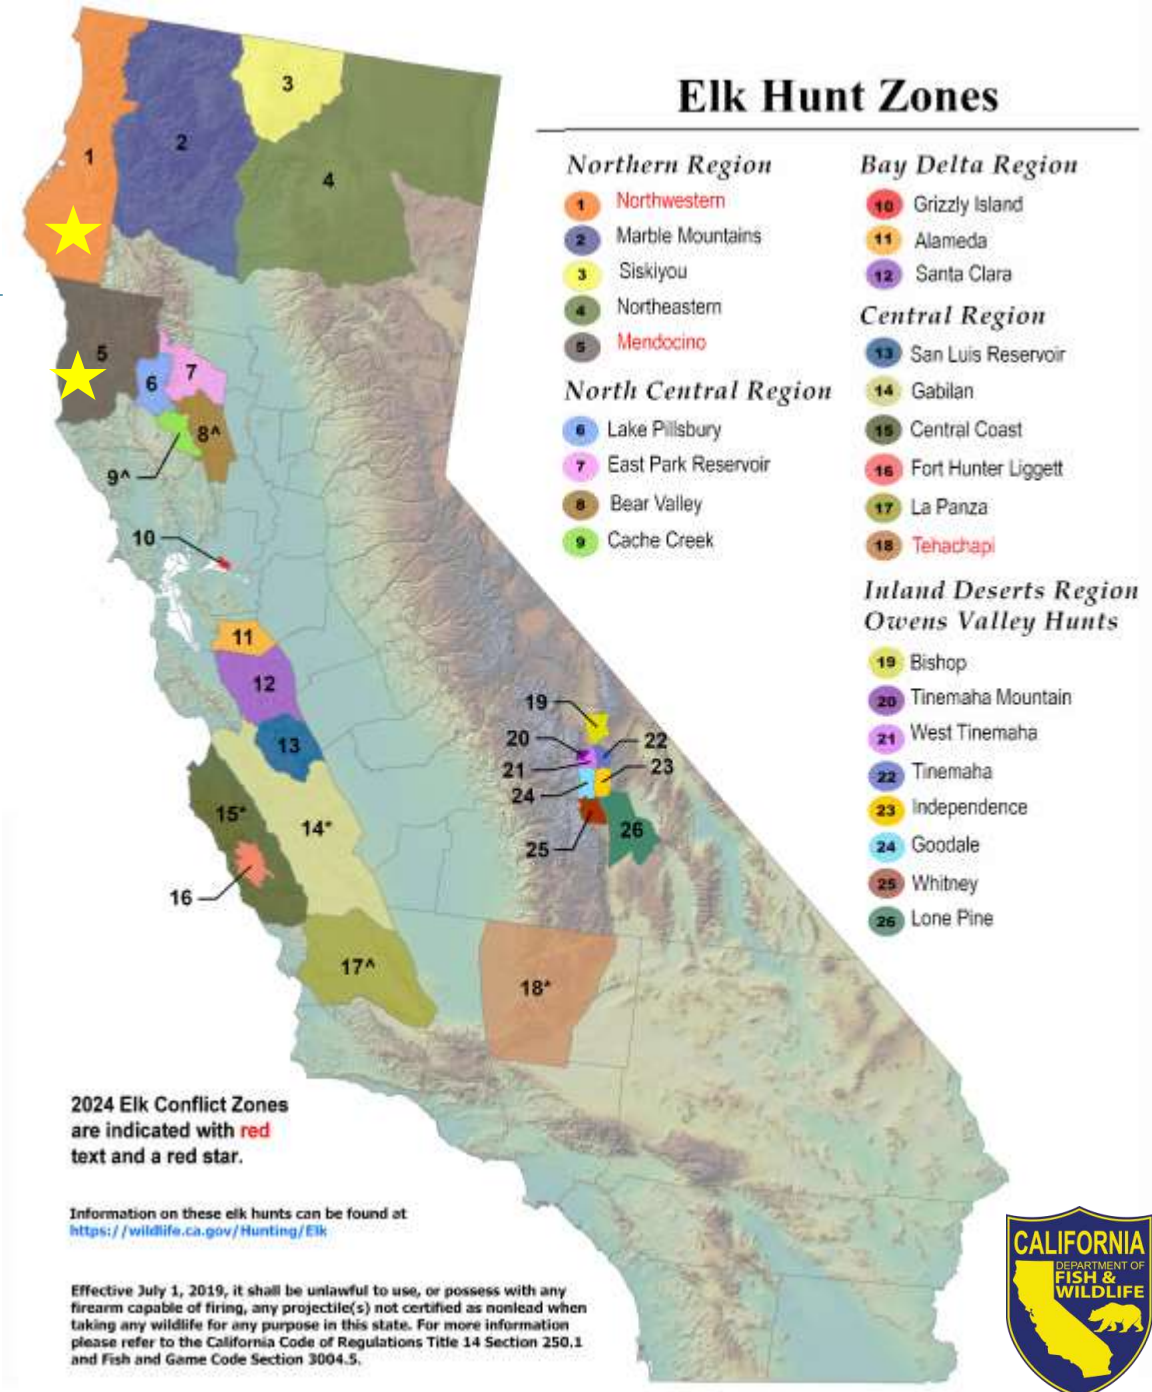 Elk Hunt Zones
Northern Region
1 Northwestern
2 Marble Mountains
3 Siskiyou
4 Northeastern
5 Mendocino
North Central Region
6 Lake Pillsbury
7 East Park Reservoir
8 Bear Valley
9 Cache Creek
Bay Delta Region
10 Grizzly Island
11 Alameda
12 Santa Clara
Central Region
13 San Luis Reservoir
14 Gabilan
15 Central Coast
16 Fort Hunter Liggett
17 La Panza
18 Tehachapi
Inland Deserts Region
Owens Valley Hunts
19 Bishop
20 Tinemaha Mountain
21 West Tinemaha
22 Tinemaha
23 Independence
24 Goodale
25 Whitney
26 Lone Pine
1
2
3
4
5
6
7
8^
9^
10
11
12
13
14*
15*
16
17^
18*
19
20
21
22
23
24
25
26
2024 Elk Conflict Zones
are indicated with red
text and a red star.
Information on these elk hunts can be found at
https://wildlife.ca.gov/Hunting/Elk
Effective July 1, 2019, it shall be unlawful to use, or possess with any
firearm capable of firing, any projectile(s) not certified as nonlead when
taking any wildlife for any purpose in this state. For more information
please refer to the California Code of Regulations Title 14 Section 250.1
and Fish and Game Code Section 3004.5.
CALIFORNIA
DEPARTMENT OF
FISH &
WILDLIFE